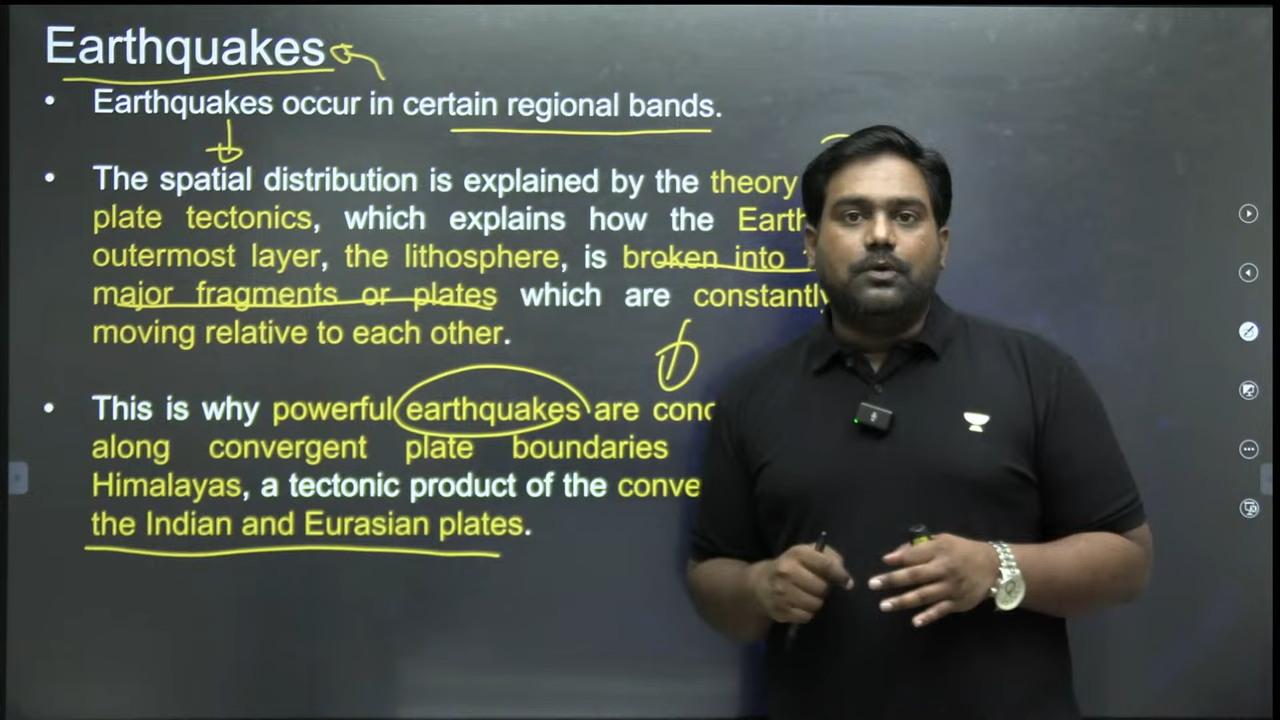 Earthquakes
• Earthquakes occur in certain regional bands.
• The spatial distribution is explained by the theory
plate tectonics, which explains how the
outermost layer, the lithosphere, is broken into
major fragments or plates which are constantly
moving relative to each other.
• This is why powerful earthquakes are
along convergent plate boundaries
Himalayas, a tectonic product of the
the Indian and Eurasian plates.